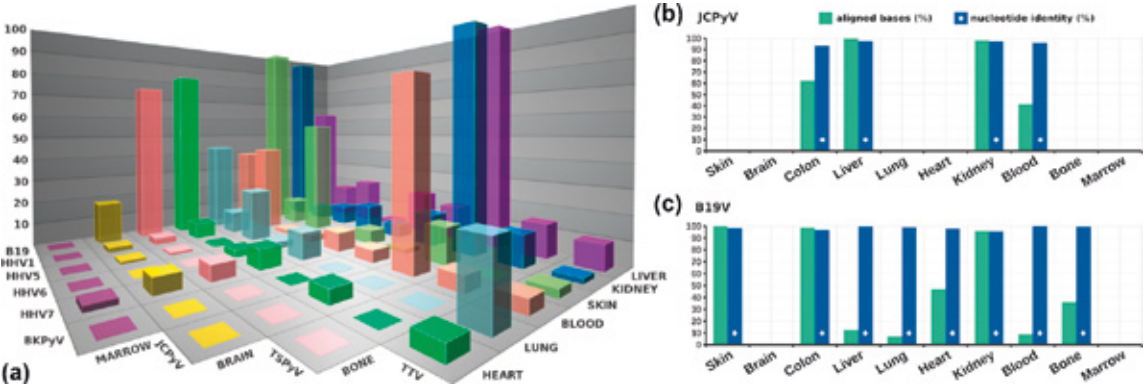 100
90
80
70
60
50
40
30
20
10
B19
HHV1
HHV5
HHV6
HHV7
BKPyV
MARROW
JCPyV
BRAIN
TSPyV
BONE
TTV
HEART
LUNG
BLOOD
SKIN
KIDNEY
LIVER
(a)
(b) JCPyV
aligned bases (%) nucleotide identity (%)
100
90
80
70
60
50
40
30
20
10
0
Skin Brain Colon Liver Lung Heart Kidney Blood Bone Marrow
(c) B19V
100
90
80
70
60
50
40
30
20
10
0
Skin Brain Colon Liver Lung Heart Kidney Blood Bone Marrow